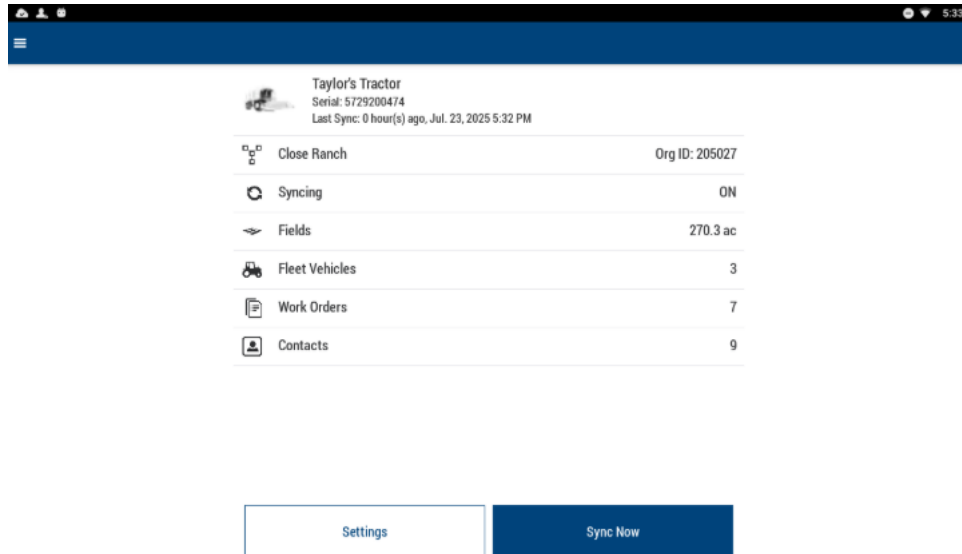 5:33
Taylor's Tractor
Serial: 5729200474
Last Sync: 0 hour(s) ago, Jul. 23, 2025 5:32 PM
Close Ranch Org ID: 205027
Syncing ON
Fields 270.3 ac
Fleet Vehicles 3
Work Orders 7
Contacts 9
Settings Sync Now